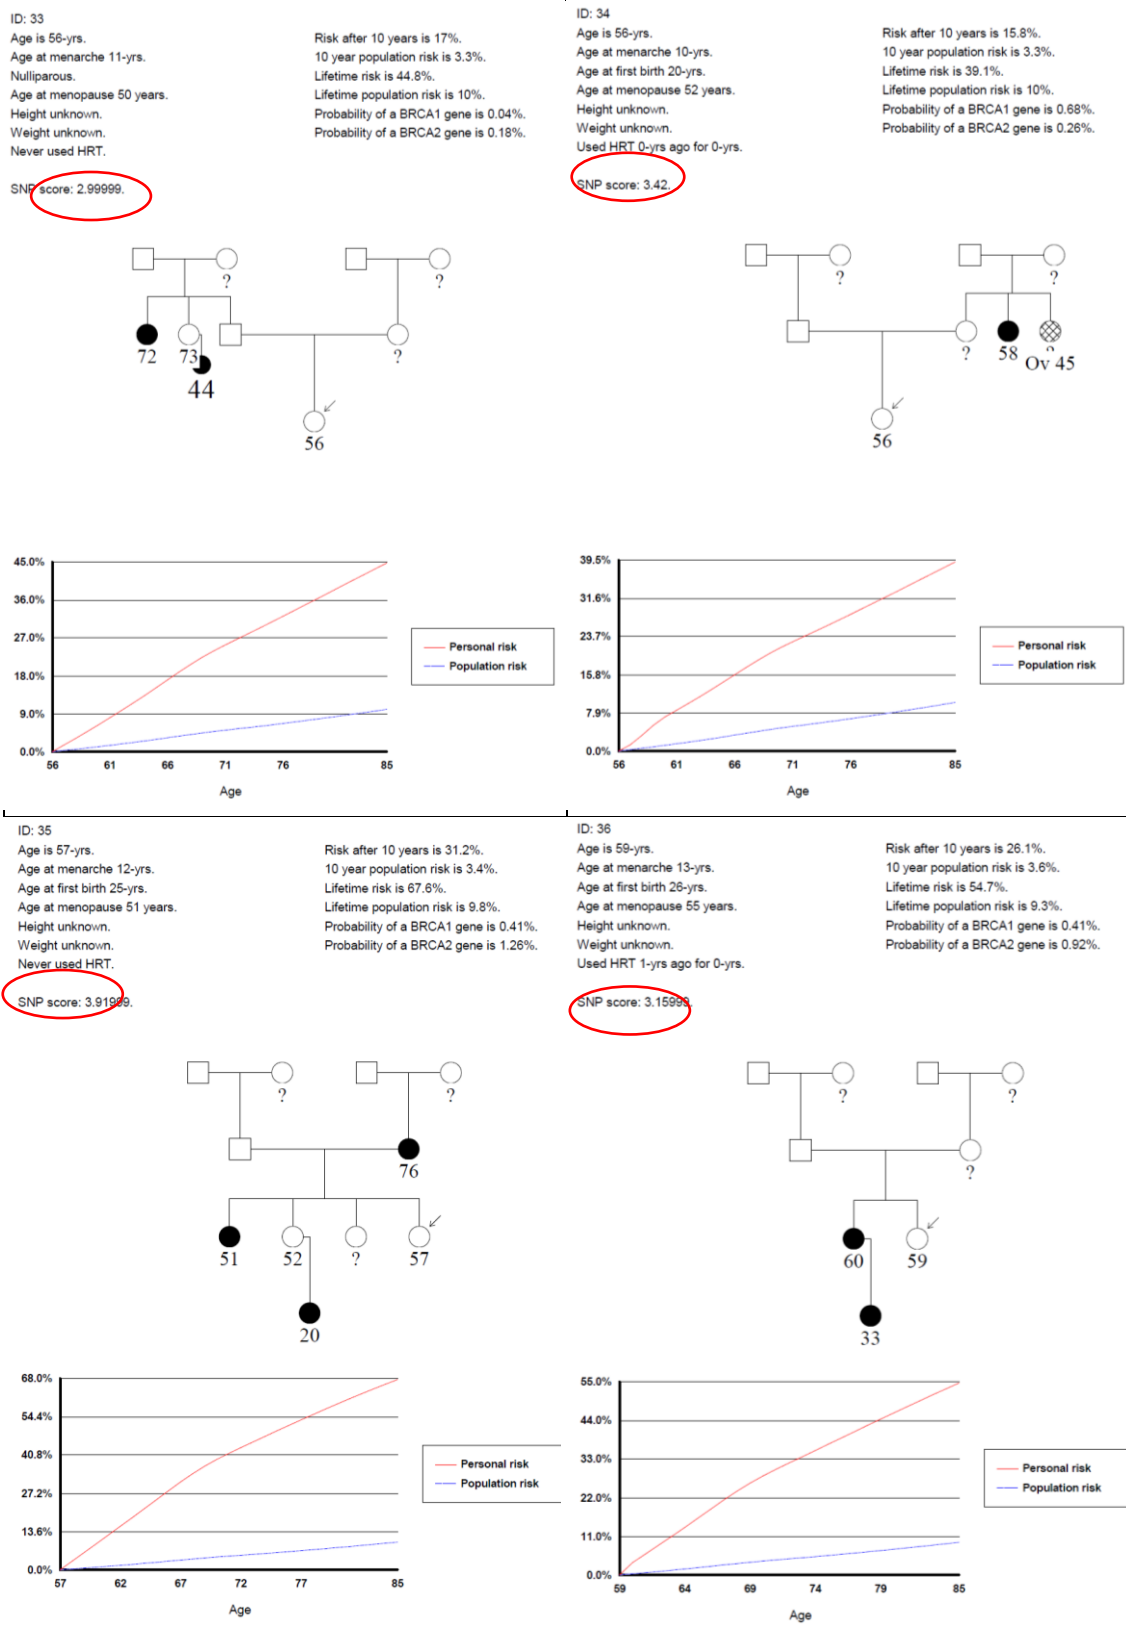 ID: 33
Age is 56-yrs.
Age at menarche 11-yrs.
Nulliparous.
Age at menopause 50 years.
Height unknown.
Weight unknown.
Never used HRT.
SNP score: 2.99999.
Risk after 10 years is 17%.
10 year population risk is 3.3%.
Lifetime risk is 44.8%.
Lifetime population risk is 10%.
Probability of a BRCA1 gene is 0.04%.
Probability of a BRCA2 gene is 0.18%.
? ?
72 73 ?
44
56
45.0%
36.0%
27.0%
18.0%
9.0%
0.0%
56 61 66 71 76 85
Age
Personal risk
Population risk
ID: 34
Age is 56-yrs.
Age at menarche 10-yrs.
Age at first birth 20-yrs.
Age at menopause 52 years.
Height unknown.
Weight unknown.
Used HRT 0-yrs ago for 0-yrs.
SNP score: 3.42.
Risk after 10 years is 15.8%.
10 year population risk is 3.3%.
Lifetime risk is 39.1%.
Lifetime population risk is 10%.
Probability of a BRCA1 gene is 0.68%.
Probability of a BRCA2 gene is 0.26%.
? ?
? 58 ?
Ov 45
56
39.5%
31.6%
23.7%
15.8%
7.9%
0.0%
56 61 66 71 76 85
Age
Personal risk
Population risk
ID: 35
Age is 57-yrs.
Age at menarche 12-yrs.
Age at first birth 25-yrs.
Age at menopause 51 years.
Height unknown.
Weight unknown.
Never used HRT.
SNP score: 3.91999.
Risk after 10 years is 31.2%.
10 year population risk is 3.4%.
Lifetime risk is 67.6%.
Lifetime population risk is 9.8%.
Probability of a BRCA1 gene is 0.41%.
Probability of a BRCA2 gene is 1.26%.
? ?
76
51 52 ? 57
20
68.0%
54.4%
40.8%
27.2%
13.6%
0.0%
57 62 67 72 77 85
Age
Personal risk
Population risk
ID: 36
Age is 59-yrs.
Age at menarche 13-yrs.
Age at first birth 26-yrs.
Age at menopause 55 years.
Height unknown.
Weight unknown.
Used HRT 1-yrs ago for 0-yrs.
SNP score: 3.15999.
Risk after 10 years is 26.1%.
10 year population risk is 3.6%.
Lifetime risk is 54.7%.
Lifetime population risk is 9.3%.
Probability of a BRCA1 gene is 0.41%.
Probability of a BRCA2 gene is 0.92%.
? ?
?
60 59
33
55.0%
44.0%
33.0%
22.0%
11.0%
0.0%
59 64 69 74 79 85
Age
Personal risk
Population risk